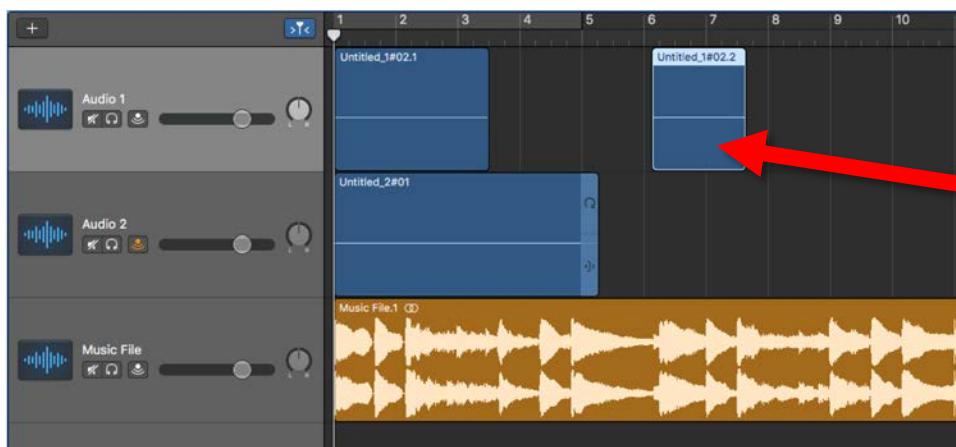 1 2 3 4 5 6 7 8 9 10
Untitled_1#02.1 Untitled_1#02.2
Audio 1
L R
Untitled_2#01
Audio 2
L R
Music File.1
Music File
L R